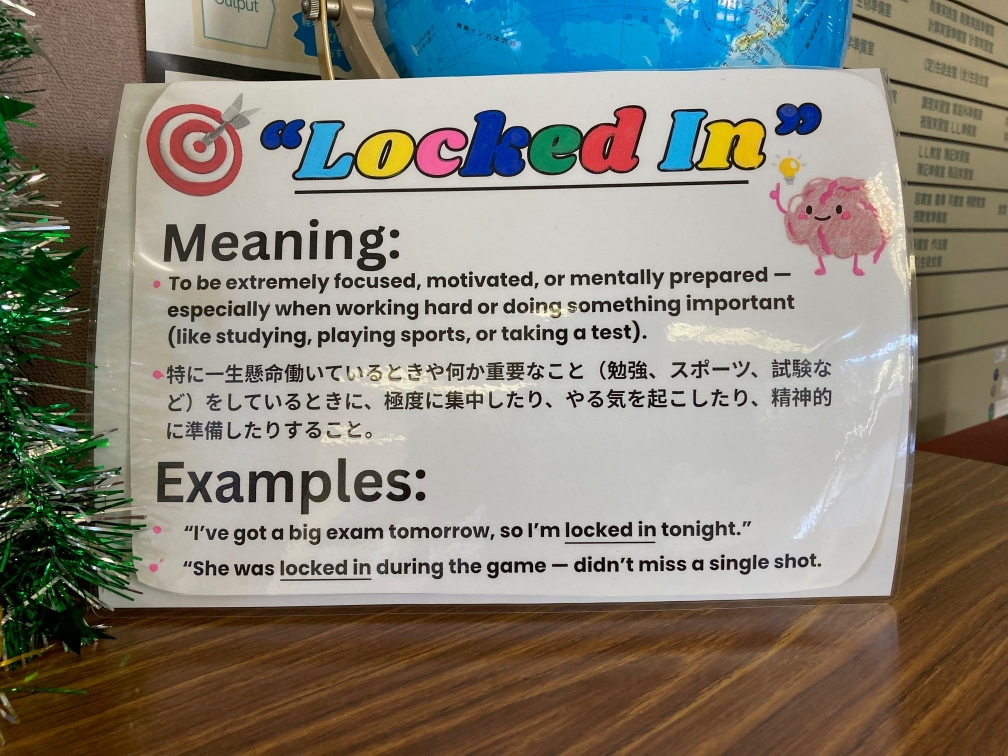 Output
“Locked In”
Meaning:
To be extremely focused, motivated, or mentally prepared —
especially when working hard or doing something important
(like studying, playing sports, or taking a test).
特に一生懸命働いているときや何か重要なこと（勉強、スポーツ、試験な
ど）をしているときに、極度に集中したり、やる気を起こしたり、精神的
に準備したりすること。
Examples:
“I’ve got a big exam tomorrow, so I’m locked in tonight.”
“She was locked in during the game — didn’t miss a single shot.